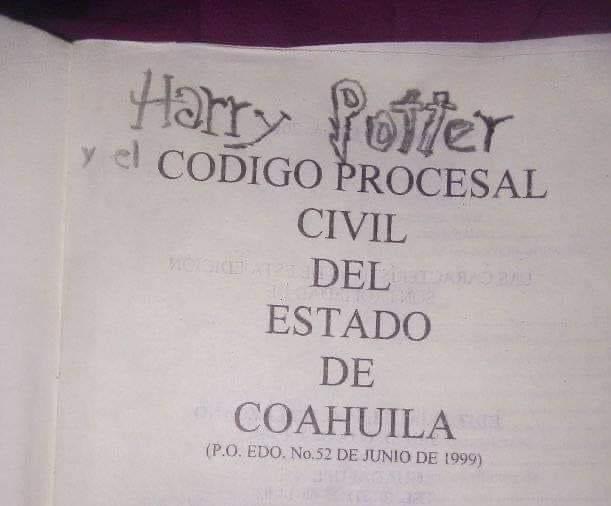 Harry Potter
y el CODIGO PROCESAL
CIVIL
DEL
ESTADO
DE
COAHUILA
(P.O. EDO. No.52 DE JUNIO DE 1999)